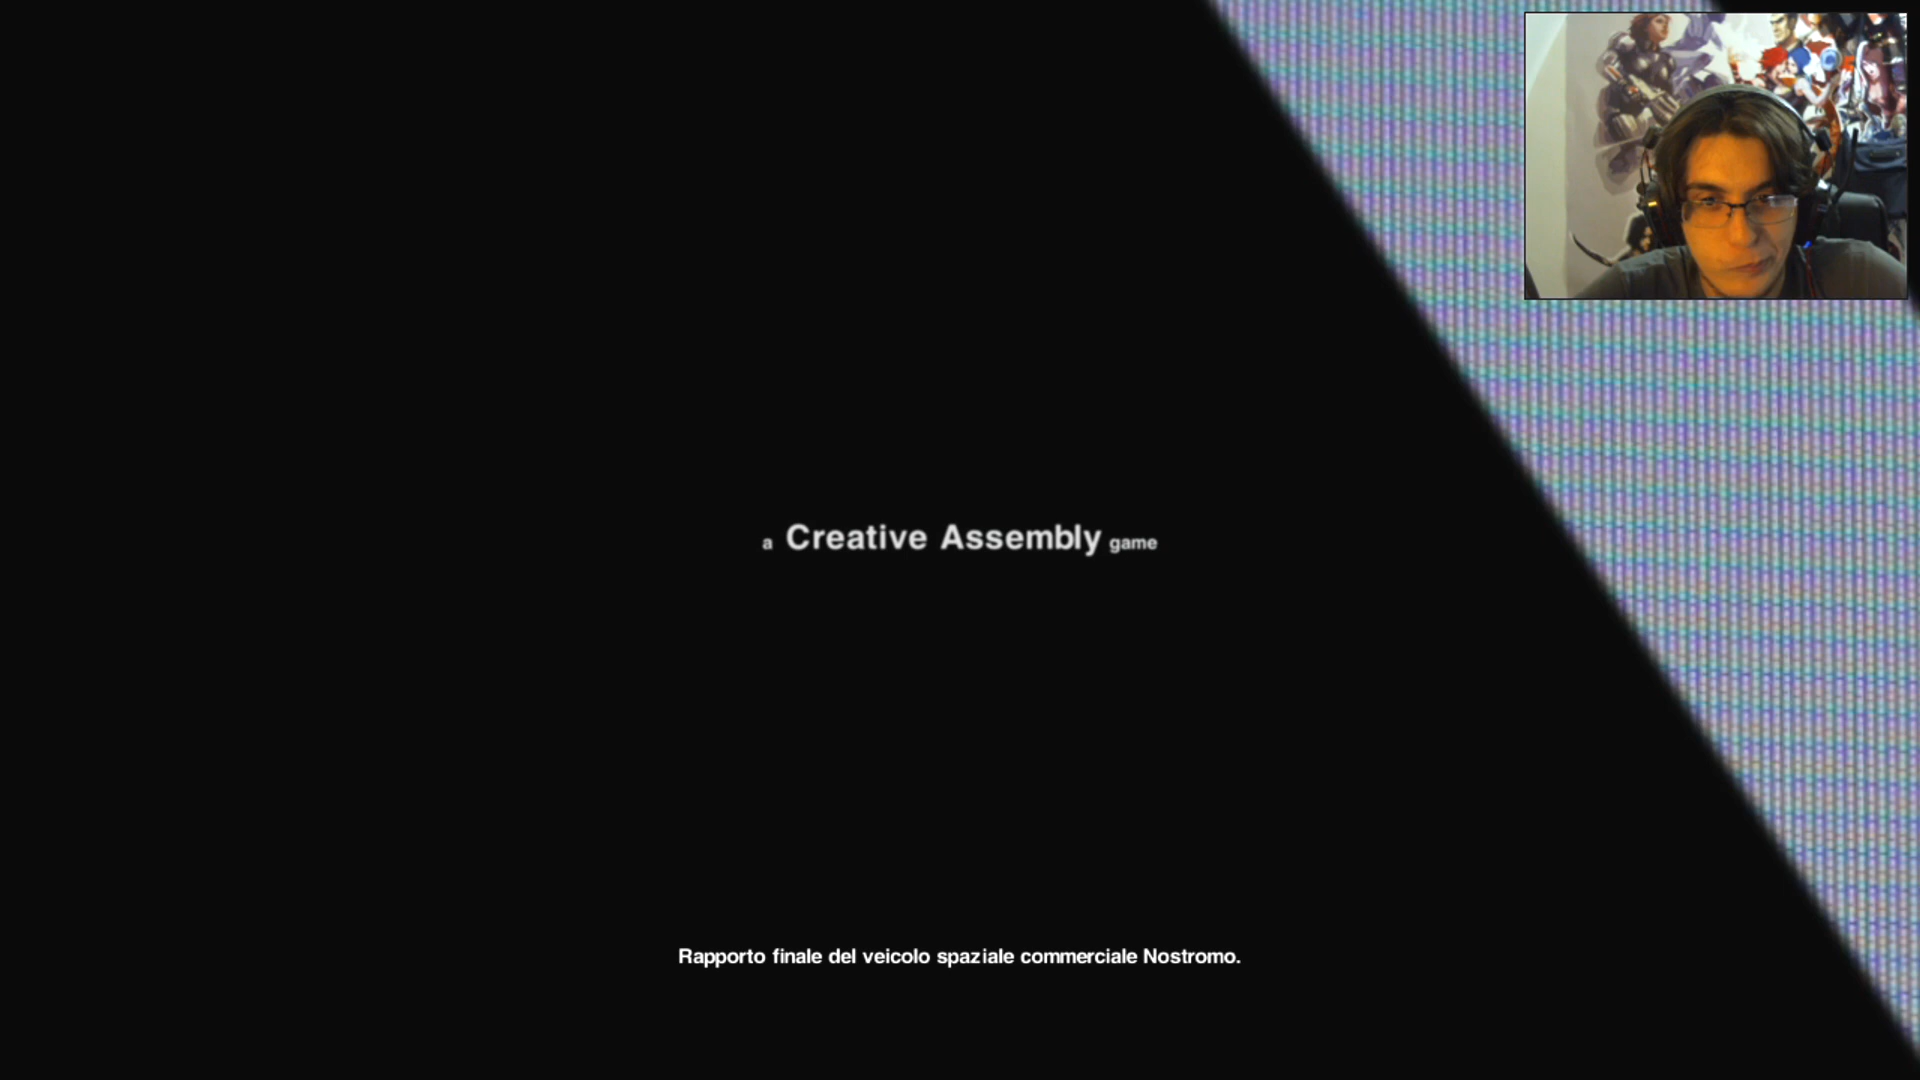 a Creative Assembly game
Rapporto finale del veicolo spaziale commerciale Nostromo.